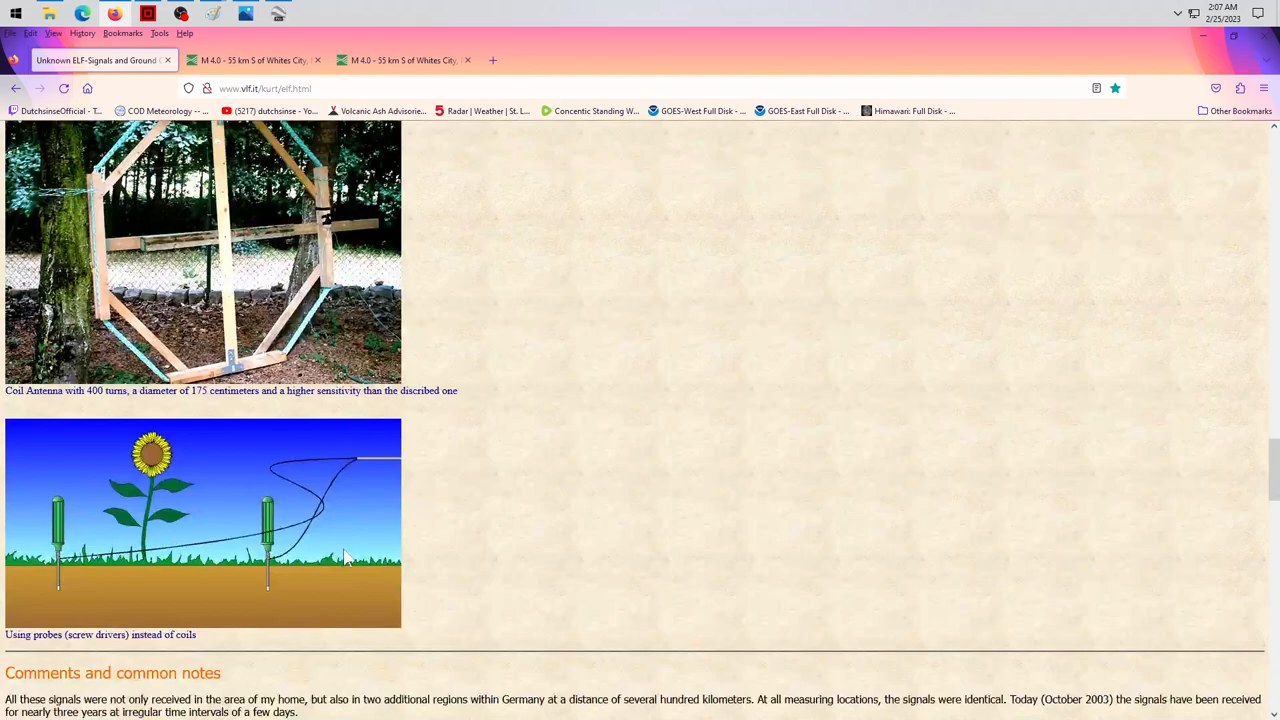 2:07 AM
2/25/2023
File Edit View History Bookmarks Tools Help
Unknown ELF-Signals and Ground (
M 4.0 - 55 km S of Whites City,
M 4.0 - 55 km S of Whites City,
www.vlf.it/kurt/elf.html
DutchsinseOfficial - T...
COD Meteorology - ...
(5217) dutchsinse - Yo...
Volcanic Ash Advisorie...
Radar | Weather | St. L...
Concentic Standing W...
GOES-West Full Disk - ...
GOES-East Full Disk - ...
Himawari: Full Disk - ...
Other Bookmarks
Coil Antenna with 400 turns, a diameter of 175 centimeters and a higher sensitivity than the discribed one
Using probes (screw drivers) instead of coils
Comments and common notes
All these signals were not only received in the area of my home, but also in two additional regions within Germany at a distance of several hundred kilometers. At all measuring locations, the signals were identical. Today (October 2003) the signals have been received
for nearly three years at irregular time intervals of a few days.